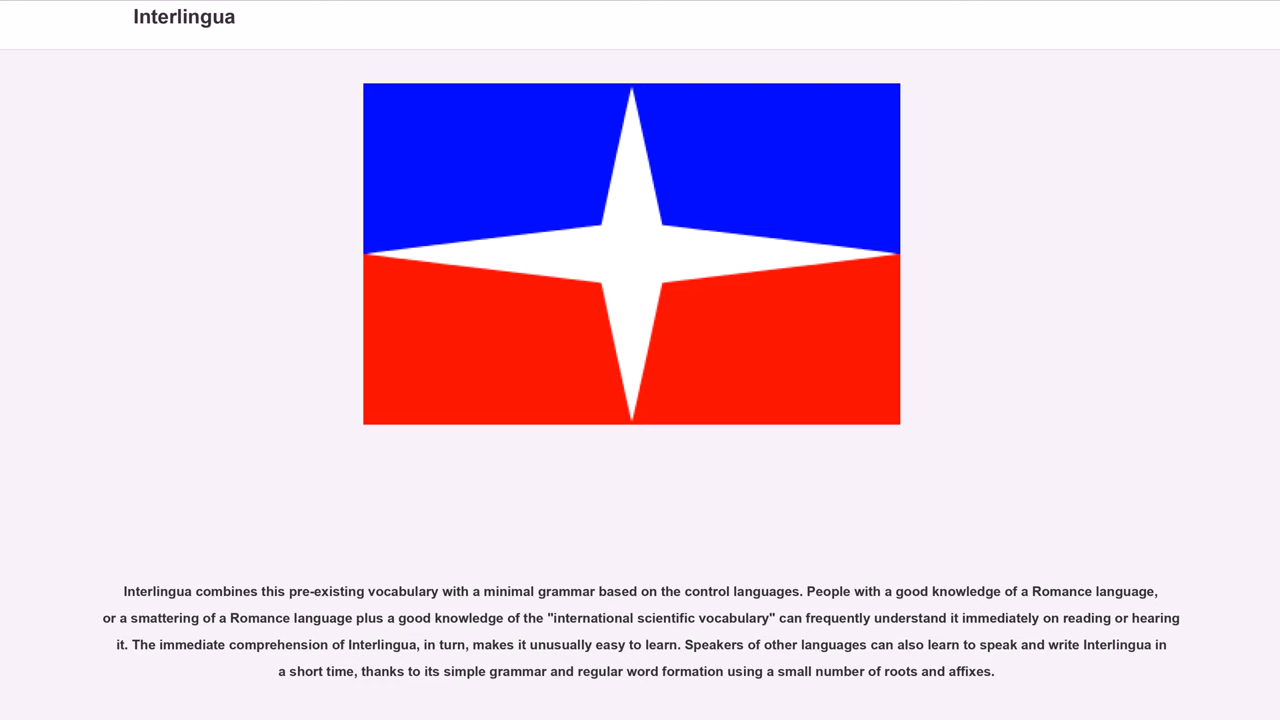 Interlingua
Interlingua combines this pre-existing vocabulary with a minimal grammar based on the control languages. People with a good knowledge of a Romance language,
or a smattering of a Romance language plus a good knowledge of the "international scientific vocabulary" can frequently understand it immediately on reading or hearing
it. The immediate comprehension of Interlingua, in turn, makes it unusually easy to learn. Speakers of other languages can also learn to speak and write Interlingua in
a short time, thanks to its simple grammar and regular word formation using a small number of roots and affixes.